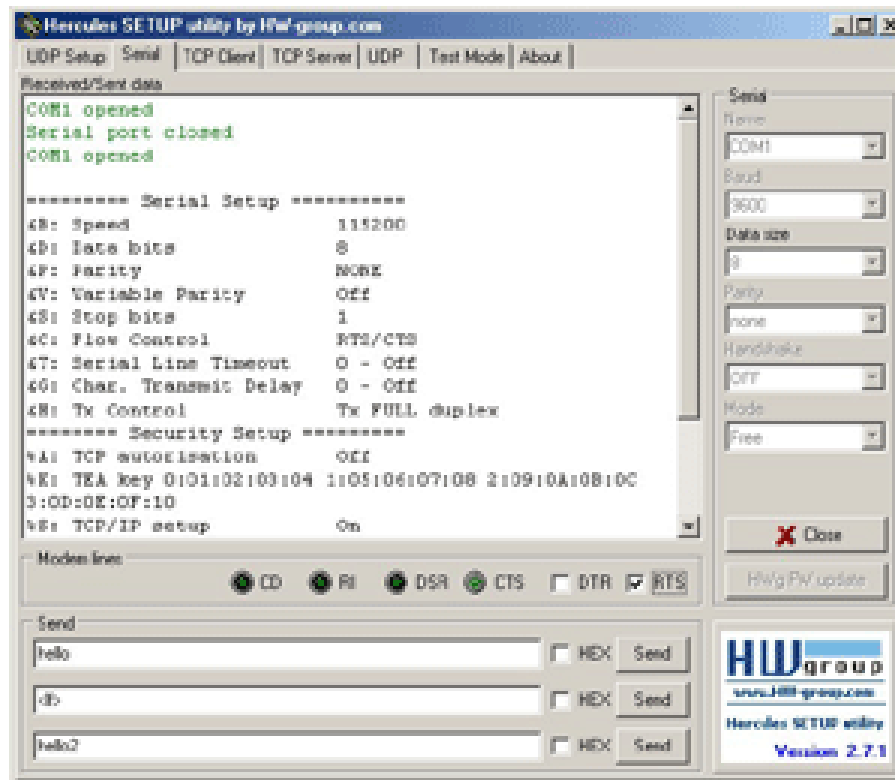 Hercules SETUP utility by HW-group.com
UDP Setup Serial TCP Client TCP Server UDP Test Mode About
Received/Sent data
COM1 opened
Serial port closed
COM1 opened
========= Serial Setup ==========
&B: Speed 115200
&D: Data bits 8
&P: Parity NONE
&V: Variable Parity Off
&S: Stop bits 1
&C: Flow Control RTS/CTS
&T: Serial Line Timeout 0 - Off
&G: Char. Transmit Delay 0 - Off
&H: Tx Control Tx FULL duplex
======== Security Setup =========
%A: TCP autorisation Off
%K: TEA key 0:01:02:03:04 1:05:06:07:08 2:09:0A:0B:0C
3:0D:0E:0F:10
%S: TCP/IP setup On
Serial
Name
COM1
Baud
9600
Data size
8
Parity
none
Handshake
OFF
Mode
Free
Close
HWg FW update
Modem lines
CD RI DSR CTS DTR RTS
Send
hello HEX Send
db HEX Send
hello2 HEX Send
HW group
www.HW-group.com
Hercules SETUP utility
Version 2.7.1